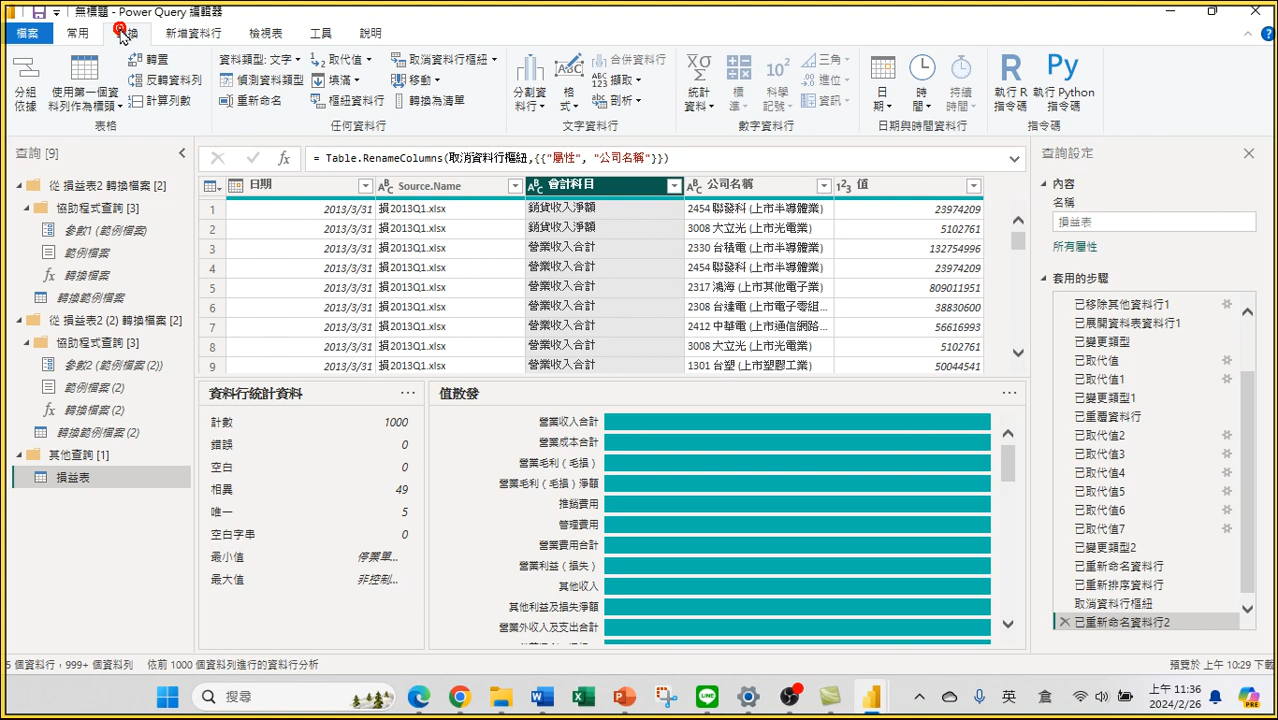 無標題 - Power Query 編輯器
檔案 常用 換 新增資料行 檢視表 工具 說明
分組依據
使用第一個資料列作為標頭
轉置
反轉資料列
計算列數
表格
資料類型: 文字
偵測資料類型
重新命名
取代值
填滿
樞紐資料行
取消資料行樞紐
移動
轉換為清單
任何資料行
分割資料行
格式
合併資料行
擷取
剖析
文字資料行
統計資料
標準
科學記號
三角
進位
資訊
數字資料行
日期
時間
持續時間
日期與時間資料行
執行 R 指令碼
執行 Python 指令碼
指令碼
查詢 [9]
從 損益表2 轉換檔案 [2]
協助程式查詢 [3]
參數1 (範例檔案)
範例檔案
轉換檔案
轉換範例檔案
從 損益表2 (2) 轉換檔案 [2]
協助程式查詢 [3]
參數2 (範例檔案 (2))
範例檔案 (2)
轉換檔案 (2)
轉換範例檔案 (2)
其他查詢 [1]
損益表
= Table.RenameColumns(取消資料行樞紐,{{"屬性", "公司名稱"}})
日期 Source.Name 會計科目 公司名稱 值
1 2013/3/31 損2013Q1.xlsx 銷貨收入淨額 2454 聯發科 (上市半導體業) 23974209
2 2013/3/31 損2013Q1.xlsx 銷貨收入淨額 3008 大立光 (上市光電業) 5102761
3 2013/3/31 損2013Q1.xlsx 營業收入合計 2330 台積電 (上市半導體業) 132754996
4 2013/3/31 損2013Q1.xlsx 營業收入合計 2454 聯發科 (上市半導體業) 23974209
5 2013/3/31 損2013Q1.xlsx 營業收入合計 2317 鴻海 (上市其他電子業) 809011951
6 2013/3/31 損2013Q1.xlsx 營業收入合計 2308 台達電 (上市電子零組... 38830600
7 2013/3/31 損2013Q1.xlsx 營業收入合計 2412 中華電 (上市通信網路... 56616993
8 2013/3/31 損2013Q1.xlsx 營業收入合計 3008 大立光 (上市光電業) 5102761
9 2013/3/31 損2013Q1.xlsx 營業收入合計 1301 台塑 (上市塑膠工業) 50044541
資料行統計資料
計數 1000
錯誤 0
空白 0
相異 49
唯一 5
空白字串 0
最小值 停業單...
最大值 非控制...
值散發
營業收入合計
營業成本合計
營業毛利（毛損）
營業毛利（毛損）淨額
推銷費用
管理費用
營業費用合計
營業利益（損失）
其他收入
其他利益及損失淨額
營業外收入及支出合計
查詢設定
內容
名稱
損益表
所有屬性
套用的步驟
已移除其他資料行1
已展開資料表資料行1
已變更類型
已取代值
已取代值1
已變更類型1
已重覆資料行
已取代值2
已取代值3
已取代值4
已取代值5
已取代值6
已取代值7
已變更類型2
已重新命名資料行
已重新排序資料行
取消資料行樞紐
已重新命名資料行2
5 個資料行，999+ 個資料列 依前 1000 個資料列進行的資料行分析 預覽於 上午 10:29 下載
搜尋
英
上午 11:36
2024/2/26